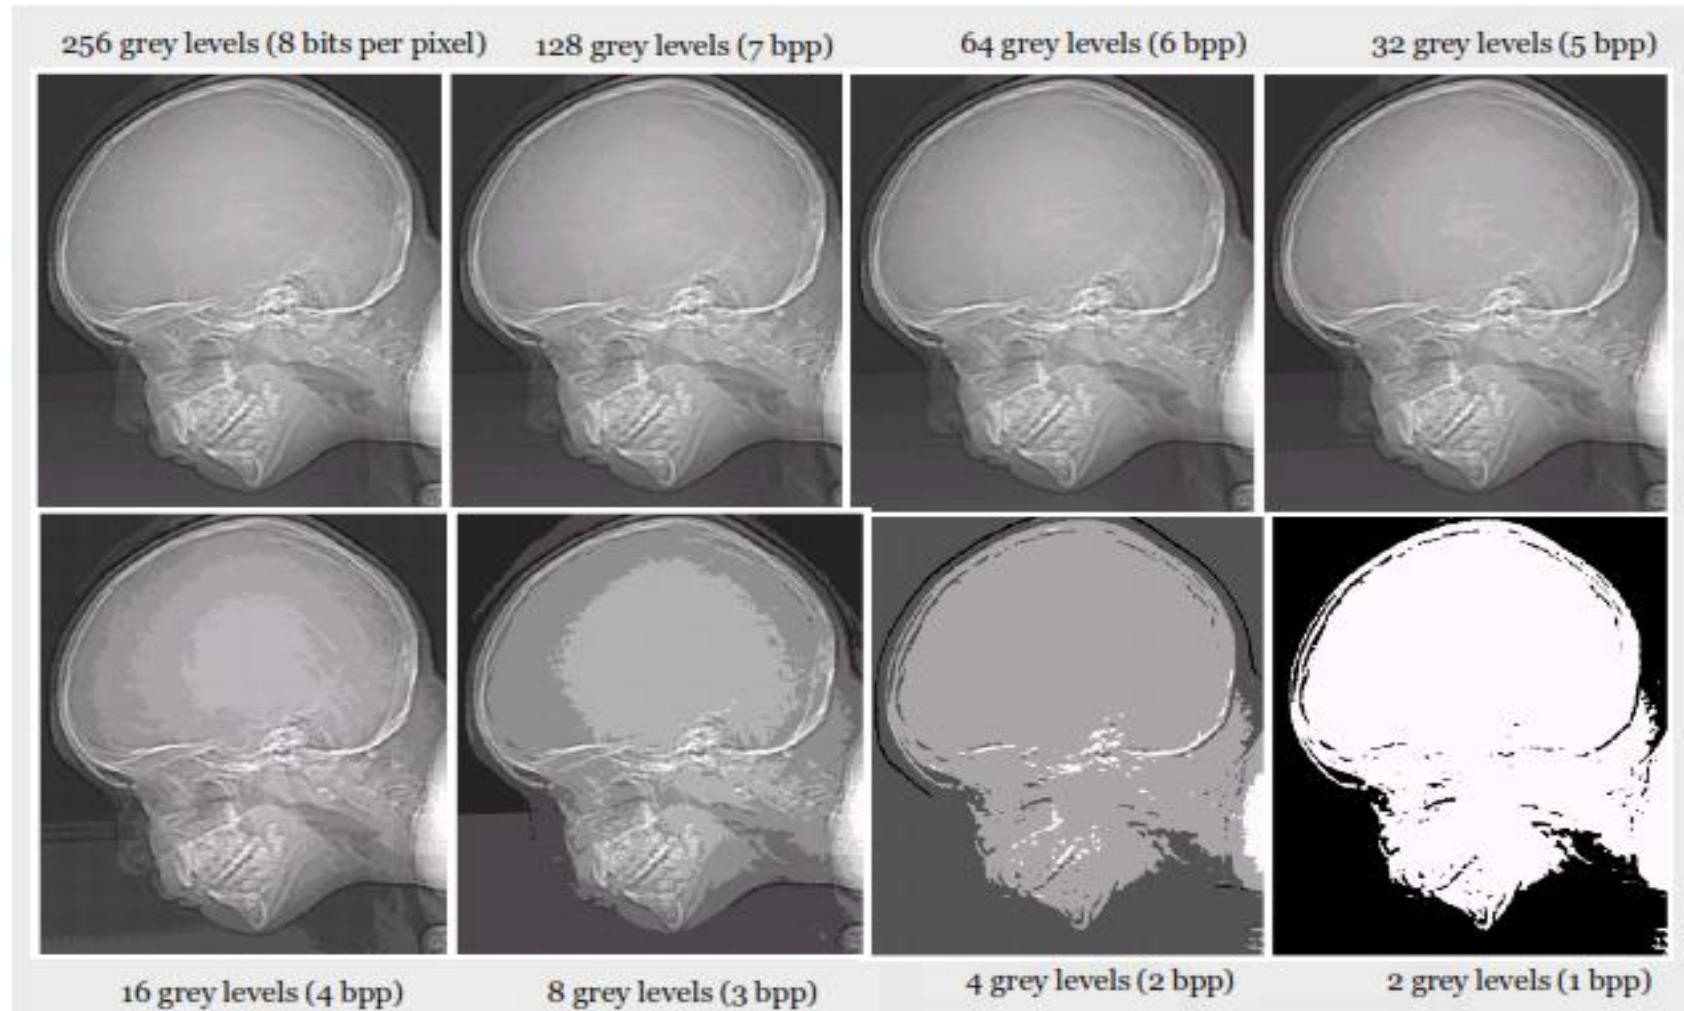 256 grey levels (8 bits per pixel)
128 grey levels (7 bpp)
64 grey levels (6 bpp)
32 grey levels (5 bpp)
16 grey levels (4 bpp)
8 grey levels (3 bpp)
4 grey levels (2 bpp)
2 grey levels (1 bpp)